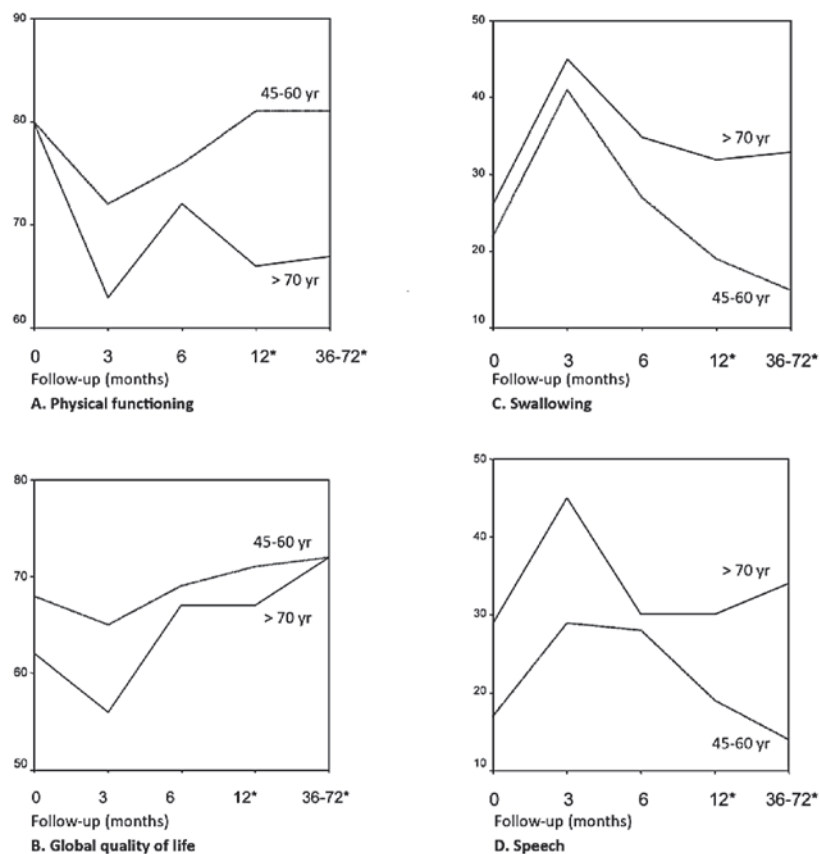 90
80
70
60
45-60 yr
> 70 yr
0 3 6 12* 36-72*
Follow-up (months)
A. Physical functioning
50
40
30
20
10
> 70 yr
45-60 yr
0 3 6 12* 36-72*
Follow-up (months)
C. Swallowing
80
70
60
50
45-60 yr
> 70 yr
0 3 6 12* 36-72*
Follow-up (months)
B. Global quality of life
50
40
30
20
10
> 70 yr
45-60 yr
0 3 6 12* 36-72*
Follow-up (months)
D. Speech